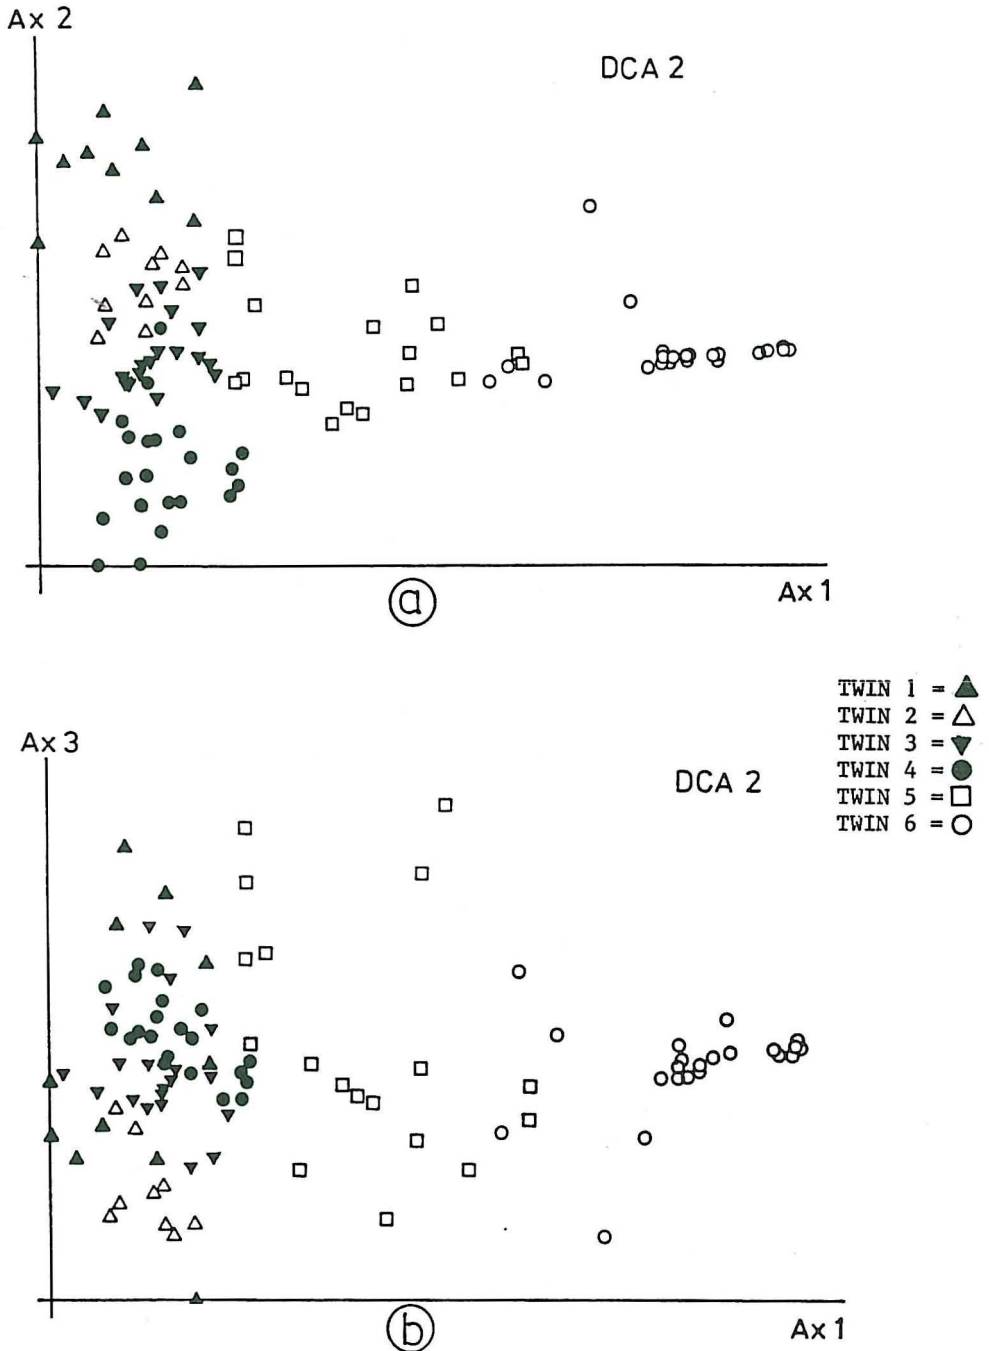 Ax 2
DCA 2
Ax 1
a
TWIN 1 = ▲
TWIN 2 = △
TWIN 3 = ▼
TWIN 4 = ●
TWIN 5 = □
TWIN 6 = ○
Ax 3
DCA 2
Ax 1
b